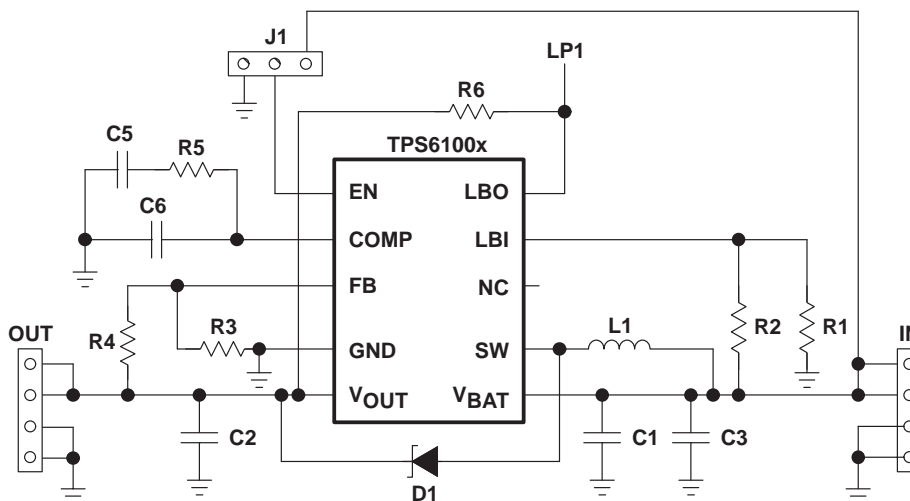 J1
LP1
R6
TPS6100x
C5
R5
EN
LBO
C6
COMP
LBI
FB
NC
OUT
R4
R3
L1
R2
R1
IN
GND
SW
VOUT
VBAT
C2
C1
C3
D1